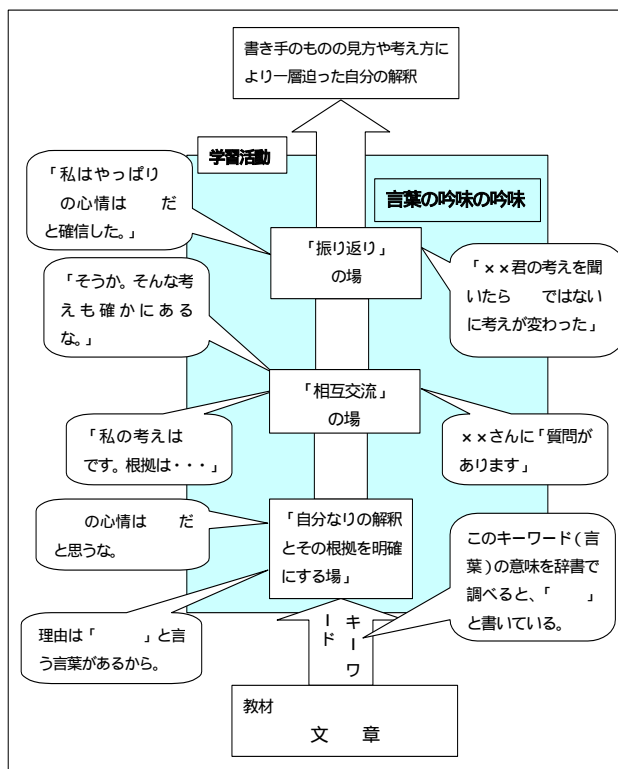 書き手のものの見方や考え方に
より一層迫った自分の解釈
学習活動
言葉の吟味の吟味
「私はやっぱり
の心情は　　だ
と確信した。」
「振り返り」
の場
「××君の考えを聞
いたら　　ではない
に考えが変わった」
「そうか。そんな考
えも確かにある
な。」
「相互交流」
の場
「私の考えは
です。根拠は・・・」
××さんに「質問が
あります」
の心情は　　だ
と思うな。
「自分なりの解釈
とその根拠を明確
にする場」
このキーワード(言
葉)の意味を辞書で
調べると、「　　」
と書いている。
理由は「　　　」と言
う言葉があるから。
キーワ
ード
教材
文　章